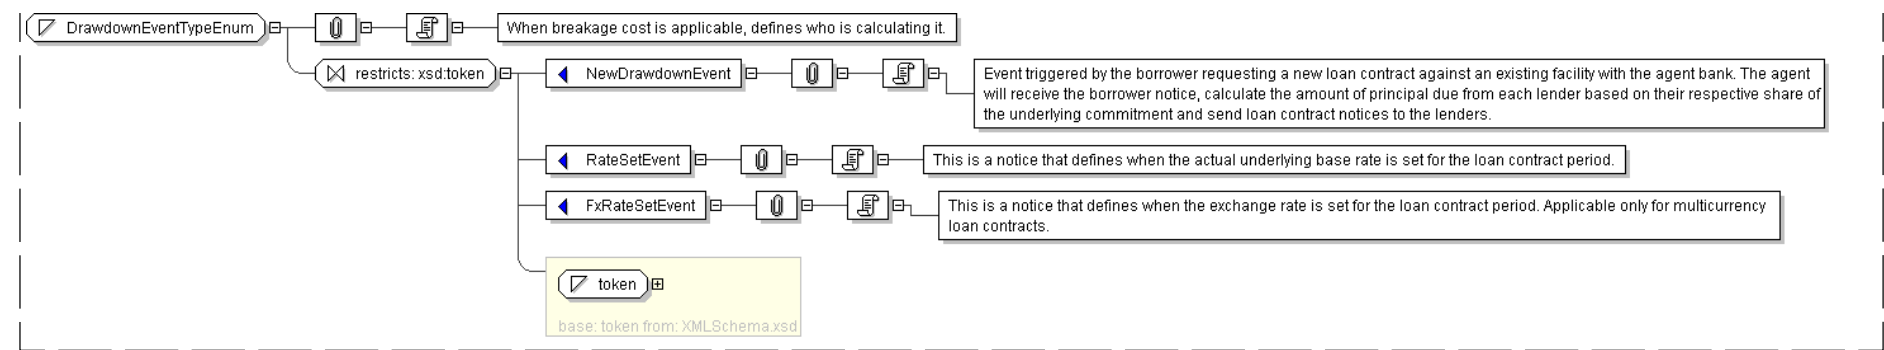 DrawdownEventTypeEnum
When breakage cost is applicable, defines who is calculating it.
restricts: xsd:token
NewDrawdownEvent
Event triggered by the borrower requesting a new loan contract against an existing facility with the agent bank. The agent
will receive the borrower notice, calculate the amount of principal due from each lender based on their respective share of
the underlying commitment and send loan contract notices to the lenders.
RateSetEvent
This is a notice that defines when the actual underlying base rate is set for the loan contract period.
FxRateSetEvent
This is a notice that defines when the exchange rate is set for the loan contract period. Applicable only for multicurrency
loan contracts.
token
base: token from: XMLSchema.xsd